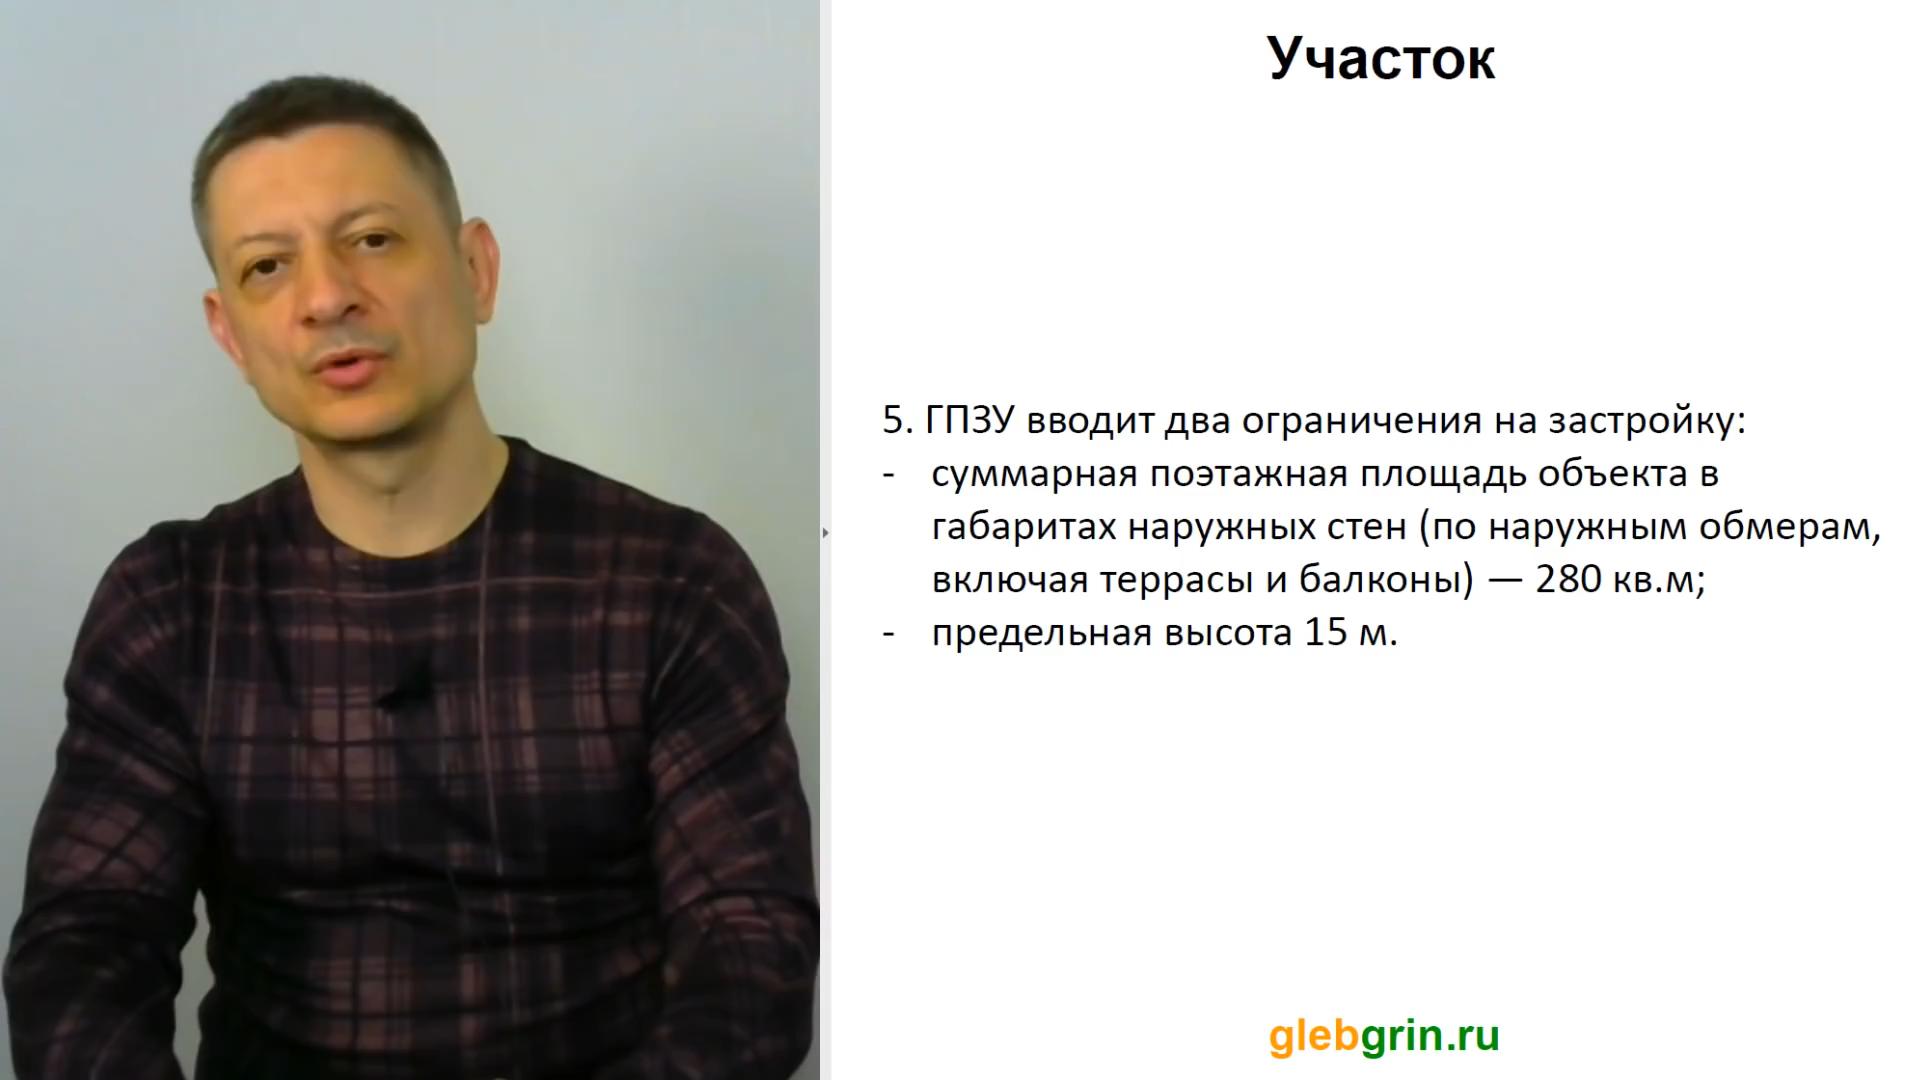 Участок
5. ГПЗУ вводит два ограничения на застройку:
- суммарная поэтажная площадь объекта в
габаритах наружных стен (по наружным обмерам,
включая террасы и балконы) — 280 кв.м;
- предельная высота 15 м.
glebgrin.ru